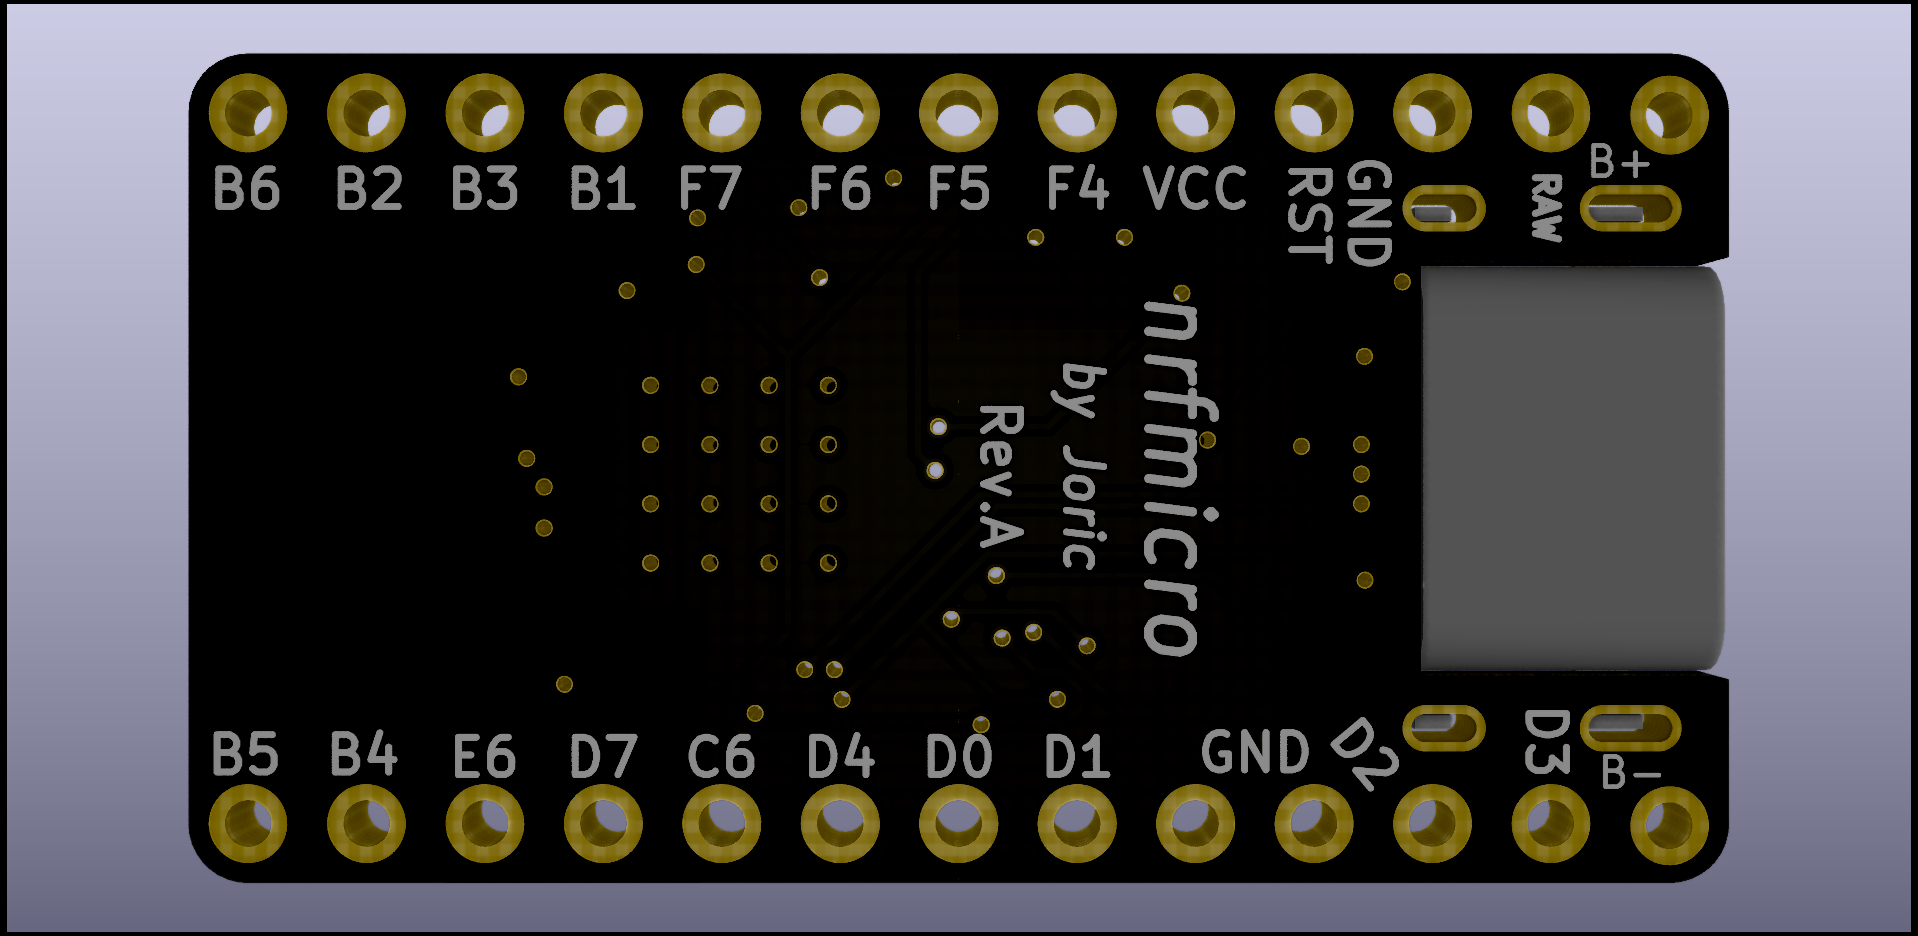 B6 B2 B3 B1 F7 F6 F5 F4 VCC RST GND RAW B+
nrfmicro
by Joric
Rev.A
B5 B4 E6 D7 C6 D4 D0 D1 GND D2 D3 B-